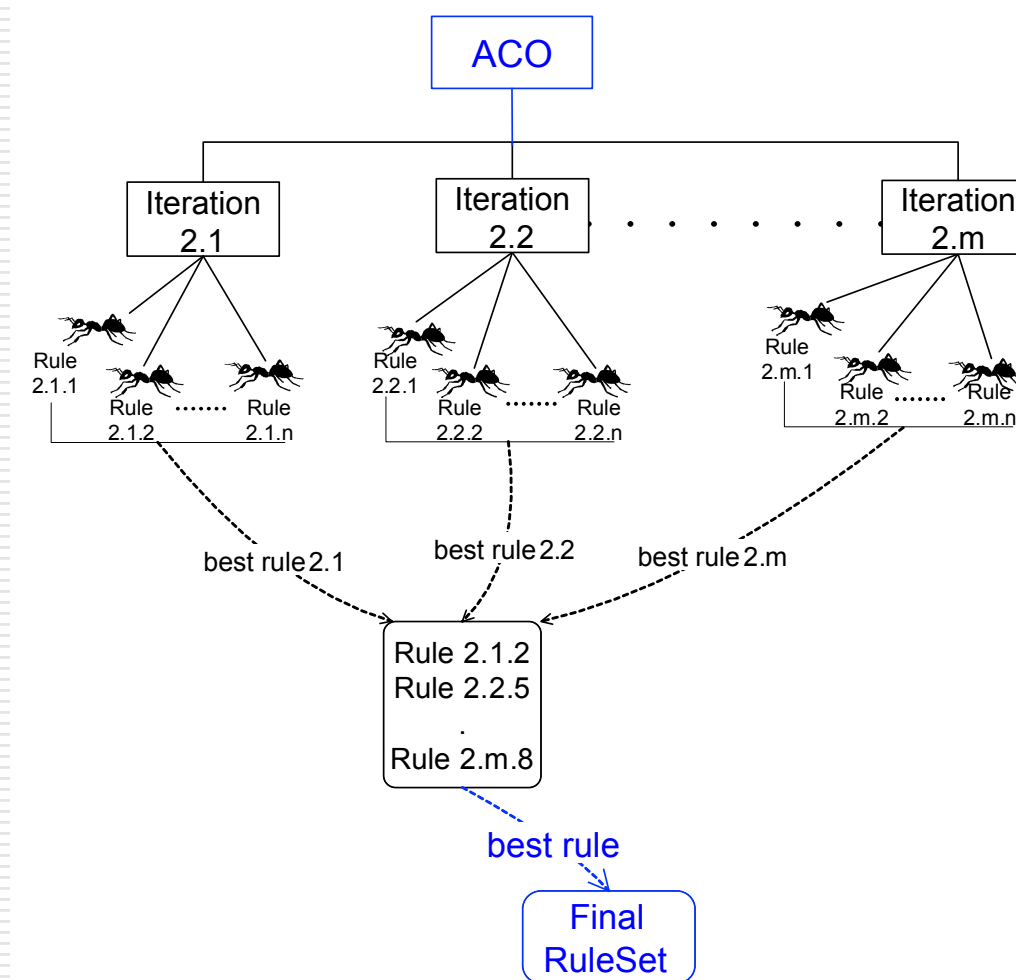 ACO
Iteration
2.1
Iteration
2.2
. . . . . . . .
Iteration
2.m
Rule
2.1.1
Rule
2.1.2
.......
Rule
2.1.n
Rule
2.2.1
Rule
2.2.2
.......
Rule
2.2.n
Rule
2.m.1
Rule
2.m.2
.......
Rule
2.m.n
best rule 2.1
best rule 2.2
best rule 2.m
Rule 2.1.2
Rule 2.2.5
.
Rule 2.m.8
best rule
Final
RuleSet